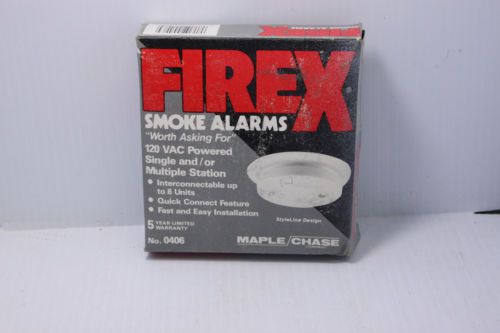 FIREX
SMOKE ALARMS
"Worth Asking For"
120 VAC Powered
Single and/or
Multiple Station
• Interconnectable up
to 6 Units
• Quick Connect Feature
• Fast and Easy Installation
StyleLine Design
5 YEAR LIMITED
WARRANTY
No. 0406
MAPLE/CHASE